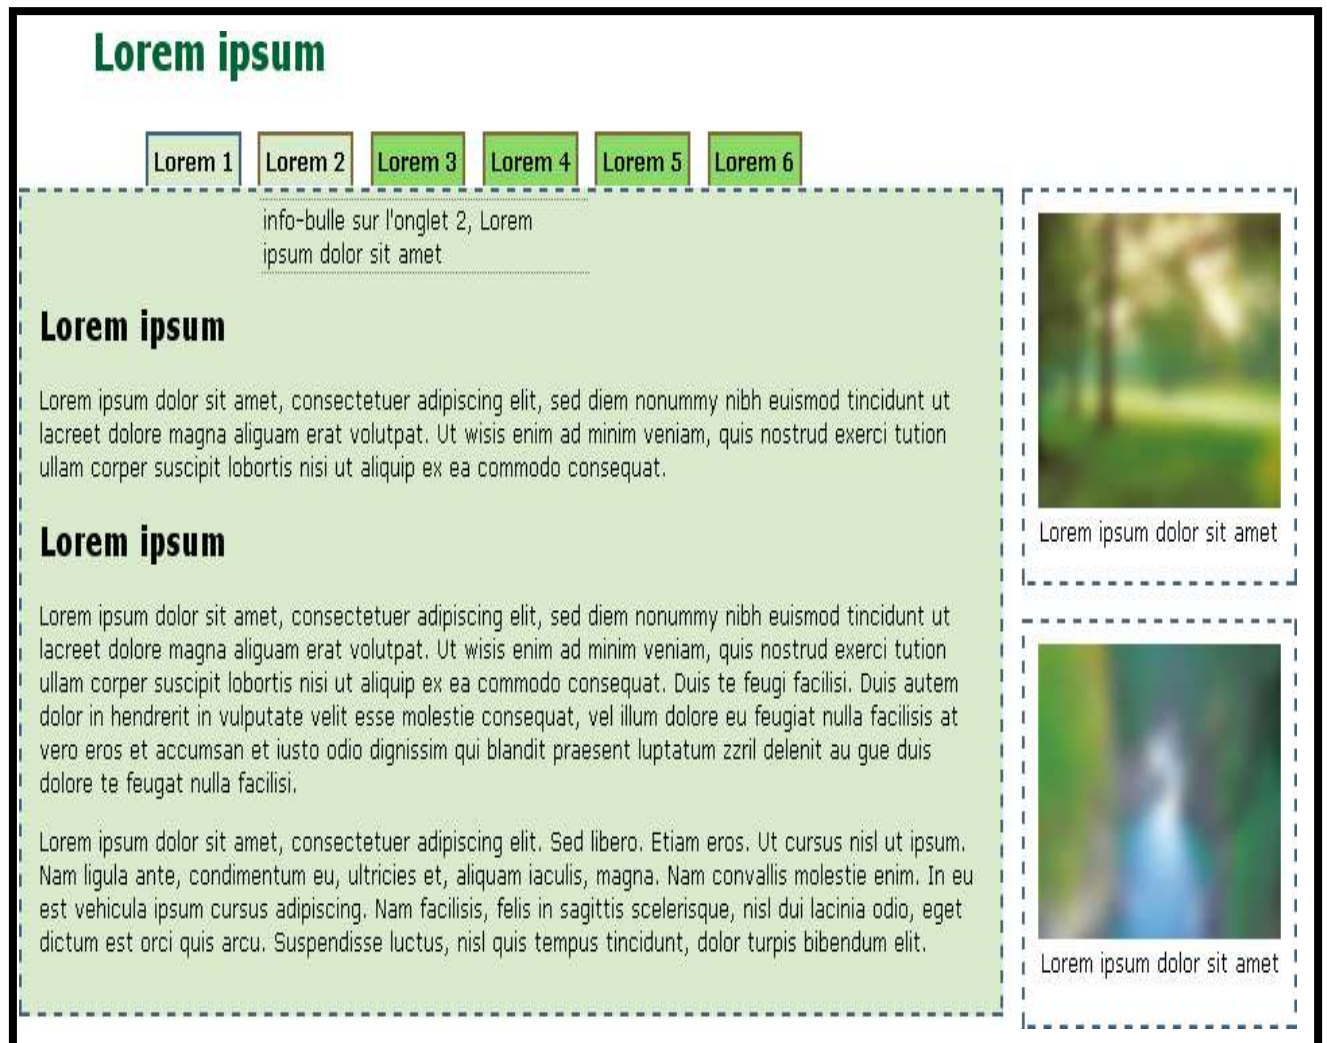 Lorem ipsum
Lorem 1 Lorem 2 Lorem 3 Lorem 4 Lorem 5 Lorem 6
info-bulle sur l'onglet 2, Lorem
ipsum dolor sit amet
Lorem ipsum
Lorem ipsum dolor sit amet, consectetuer adipiscing elit, sed diem nonummy nibh euismod tincidunt ut
lacreet dolore magna aliguam erat volutpat. Ut wisis enim ad minim veniam, quis nostrud exerci tution
ullam corper suscipit lobortis nisi ut aliquip ex ea commodo consequat.
Lorem ipsum
Lorem ipsum dolor sit amet, consectetuer adipiscing elit, sed diem nonummy nibh euismod tincidunt ut
lacreet dolore magna aliguam erat volutpat. Ut wisis enim ad minim veniam, quis nostrud exerci tution
ullam corper suscipit lobortis nisi ut aliquip ex ea commodo consequat. Duis te feugi facilisi. Duis autem
dolor in hendrerit in vulputate velit esse molestie consequat, vel illum dolore eu feugiat nulla facilisis at
vero eros et accumsan et iusto odio dignissim qui blandit praesent luptatum zzril delenit au gue duis
dolore te feugat nulla facilisi.
Lorem ipsum dolor sit amet, consectetuer adipiscing elit. Sed libero. Etiam eros. Ut cursus nisl ut ipsum.
Nam ligula ante, condimentum eu, ultricies et, aliquam iaculis, magna. Nam convallis molestie enim. In eu
est vehicula ipsum cursus adipiscing. Nam facilisis, felis in sagittis scelerisque, nisl dui lacinia odio, eget
dictum est orci quis arcu. Suspendisse luctus, nisl quis tempus tincidunt, dolor turpis bibendum elit.
Lorem ipsum dolor sit amet
Lorem ipsum dolor sit amet